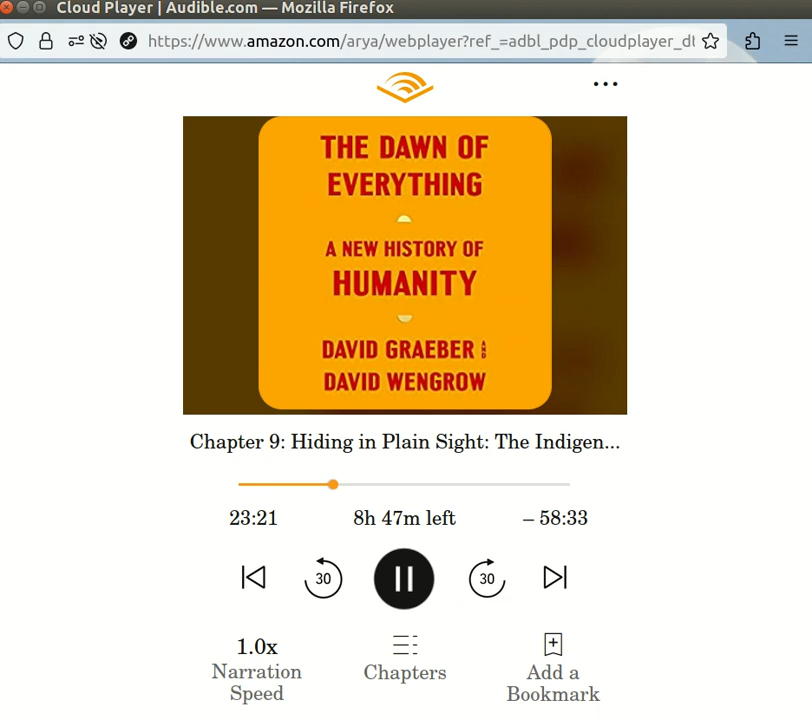 Cloud Player | Audible.com — Mozilla Firefox
https://www.amazon.com/arya/webplayer?ref_=adbl_pdp_cloudplayer_dt
THE DAWN OF
EVERYTHING
A NEW HISTORY OF
HUMANITY
DAVID GRAEBER AND
DAVID WENGROW
Chapter 9: Hiding in Plain Sight: The Indigen...
23:21 8h 47m left – 58:33
30 30
1.0x
Narration
Speed
Chapters
Add a
Bookmark